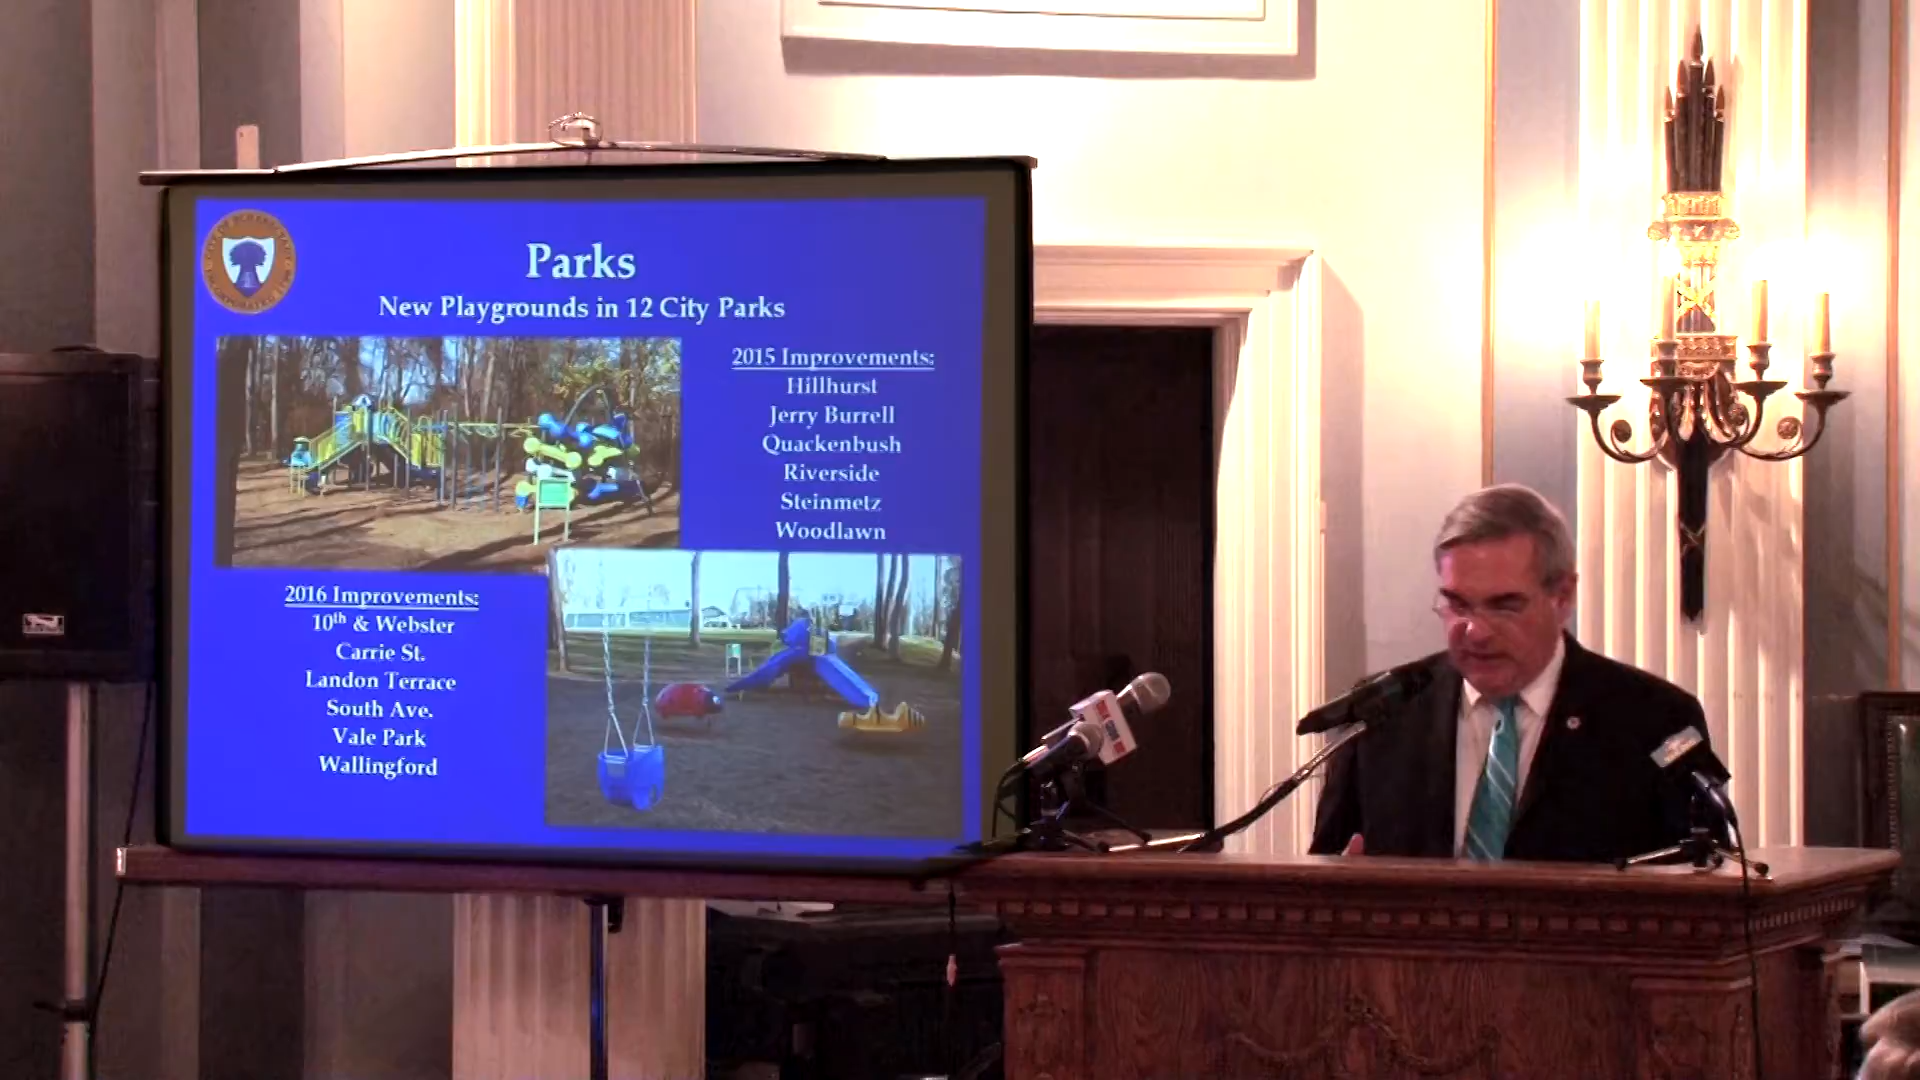 Parks
New Playgrounds in 12 City Parks
2015 Improvements:
Hillhurst
Jerry Burrell
Quackenbush
Riverside
Steinmetz
Woodlawn
2016 Improvements:
10th & Webster
Carrie St.
Landon Terrace
South Ave.
Vale Park
Wallingford